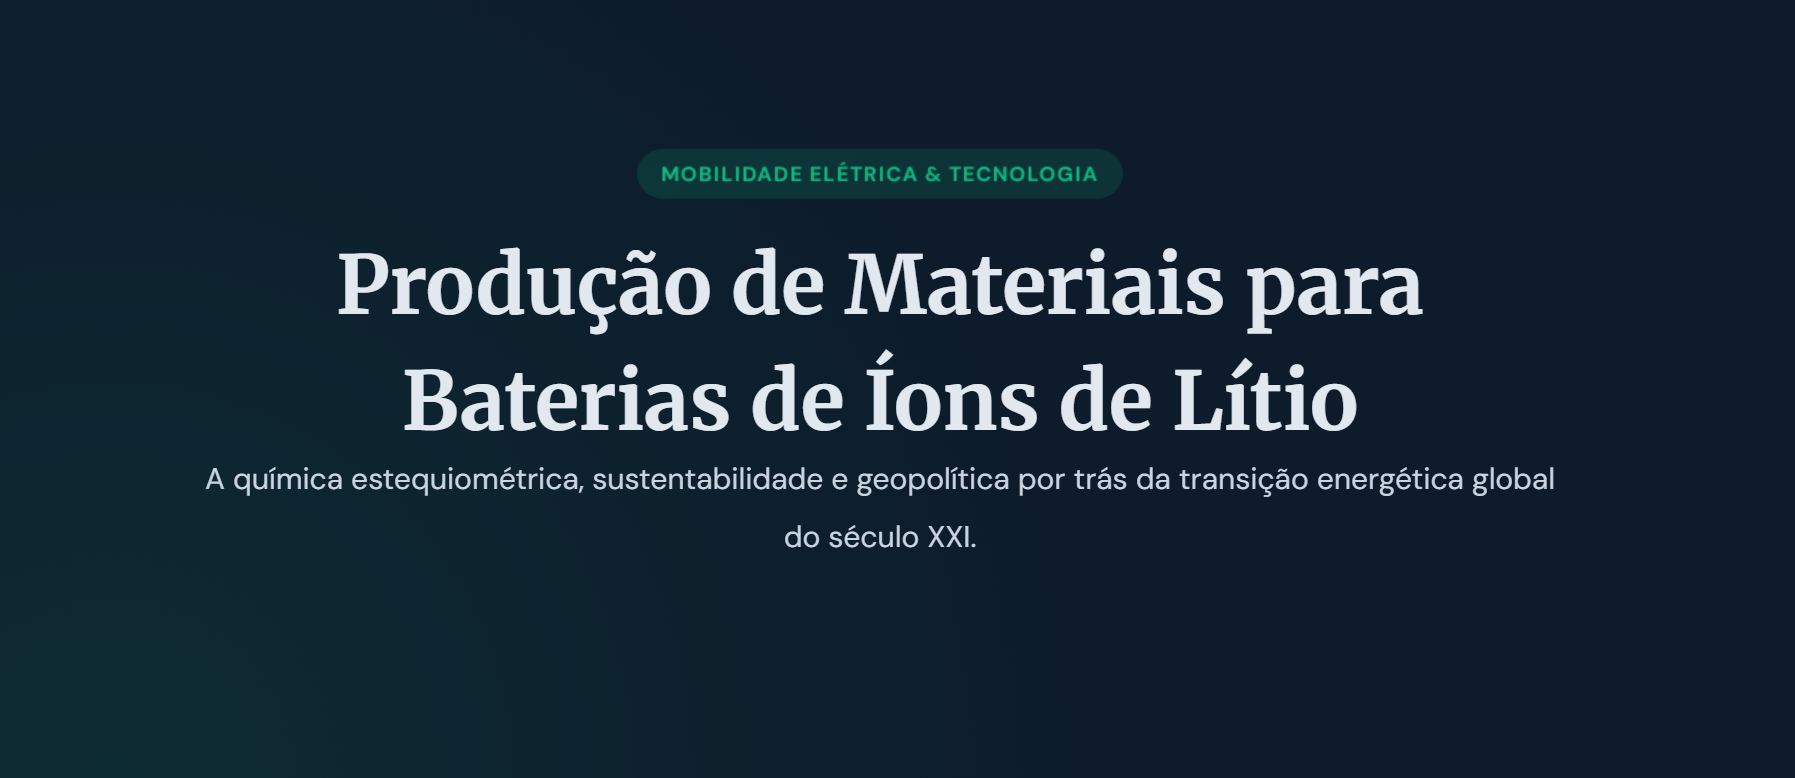 MOBILIDADE ELÉTRICA & TECNOLOGIA
Produção de Materiais para
Baterias de Íons de Lítio
A química estequiométrica, sustentabilidade e geopolítica por trás da transição energética global
do século XXI.